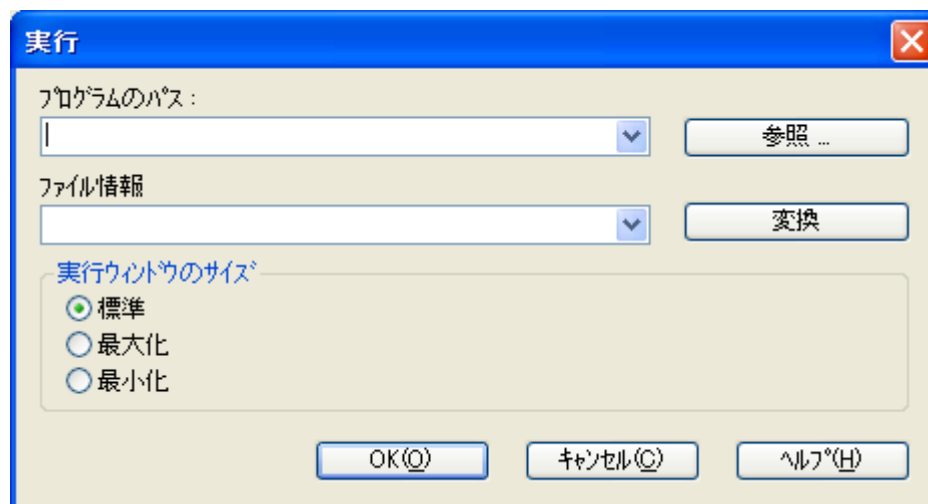 実行
ﾌﾟﾛｸﾞﾗﾑのﾊﾟｽ :
参照 ...
ﾌｧｲﾙ情報
変換
実行ｳｨﾝﾄﾞｳのｻｲｽﾞ
標準
最大化
最小化
OK(O)
ｷｬﾝｾﾙ(C)
ﾍﾙﾌﾟ(H)